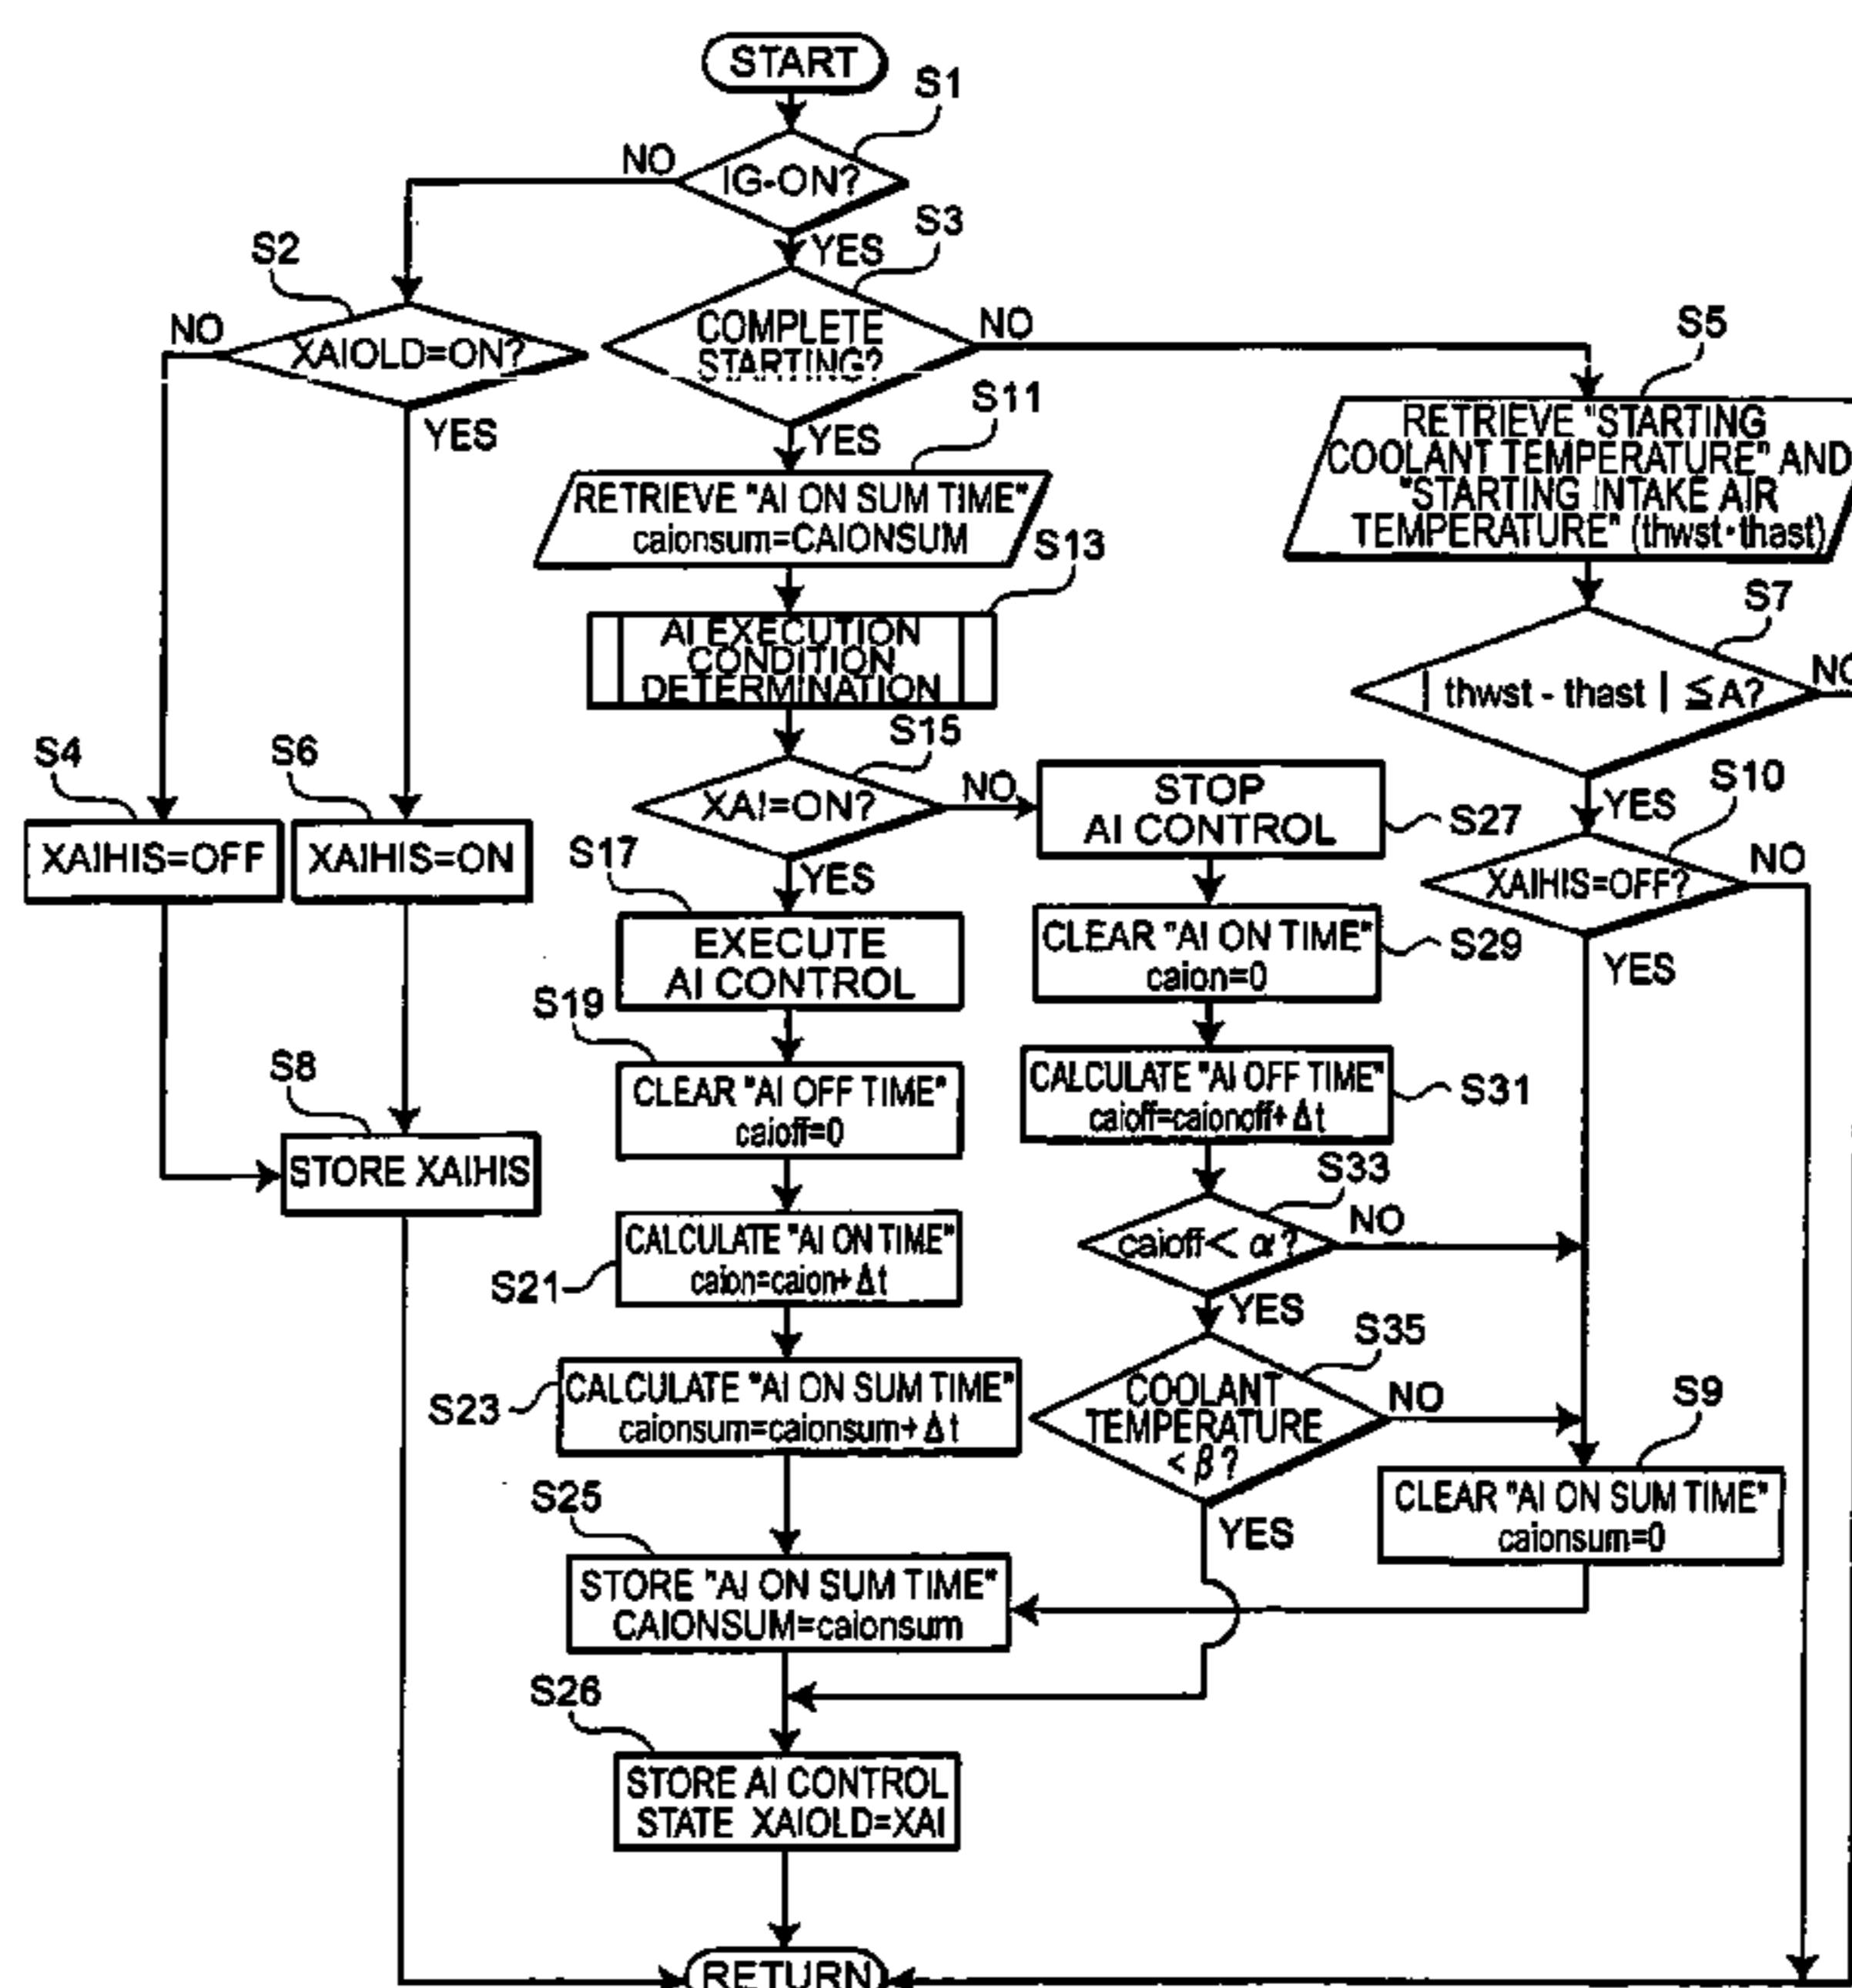 START
S1
NO
IG-ON?
S3
YES
S2
NO
XAIOLD=ON?
YES
COMPLETE
STARTING?
NO
YES
S5
RETRIEVE "STARTING
COOLANT TEMPERATURE" AND
"STARTING INTAKE AIR
TEMPERATURE" (thwst·thast)
S11
RETRIEVE "AI ON SUM TIME"
caionsum=CAIONSUM
S13
AI EXECUTION
CONDITION
DETERMINATION
S7
| thwst - thast | ≦A?
NO
YES
S15
XAI=ON?
NO
YES
S4
XAIHIS=OFF
S6
XAIHIS=ON
STOP
AI CONTROL
S27
S10
XAIHIS=OFF?
NO
YES
S17
EXECUTE
AI CONTROL
CLEAR "AI ON TIME"
caion=0
S29
S19
CLEAR "AI OFF TIME"
caioff=0
CALCULATE "AI OFF TIME"
caioff=caionoff+Δt
S31
S8
STORE XAIHIS
S33
caioff< α?
NO
YES
S21
CALCULATE "AI ON TIME"
caion=caion+Δt
S35
COOLANT
TEMPERATURE
< β?
NO
YES
S23
CALCULATE "AI ON SUM TIME"
caionsum=caionsum+Δt
S9
CLEAR "AI ON SUM TIME"
caionsum=0
S25
STORE "AI ON SUM TIME"
CAIONSUM=caionsum
S26
STORE AI CONTROL
STATE XAIOLD=XAI
RETURN